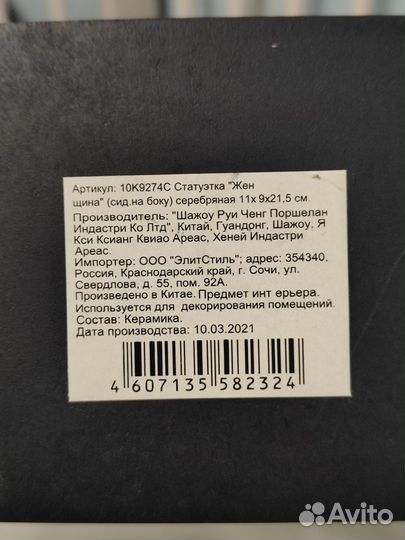 Артикул: 10K9274C Статуэтка "Жен
щина" (сид.на боку) серебряная 11x 9x21,5 см.
Производитель: "Шажоу Руи Ченг Поршелан
Индастри Ко Лтд", Китай, Гуандонг, Шажоу, Я
Кси Ксианг Квиао Ареас, Хеней Индастри
Ареас.
Импортер: ООО "ЭлитСтиль"; адрес: 354340,
Россия, Краснодарский край, г. Сочи, ул.
Свердлова, д. 55, пом. 92А.
Произведено в Китае. Предмет инт ерьера.
Используется для декорирования помещений.
Состав: Керамика.
Дата производства: 10.03.2021
4 607135 582324
Avito